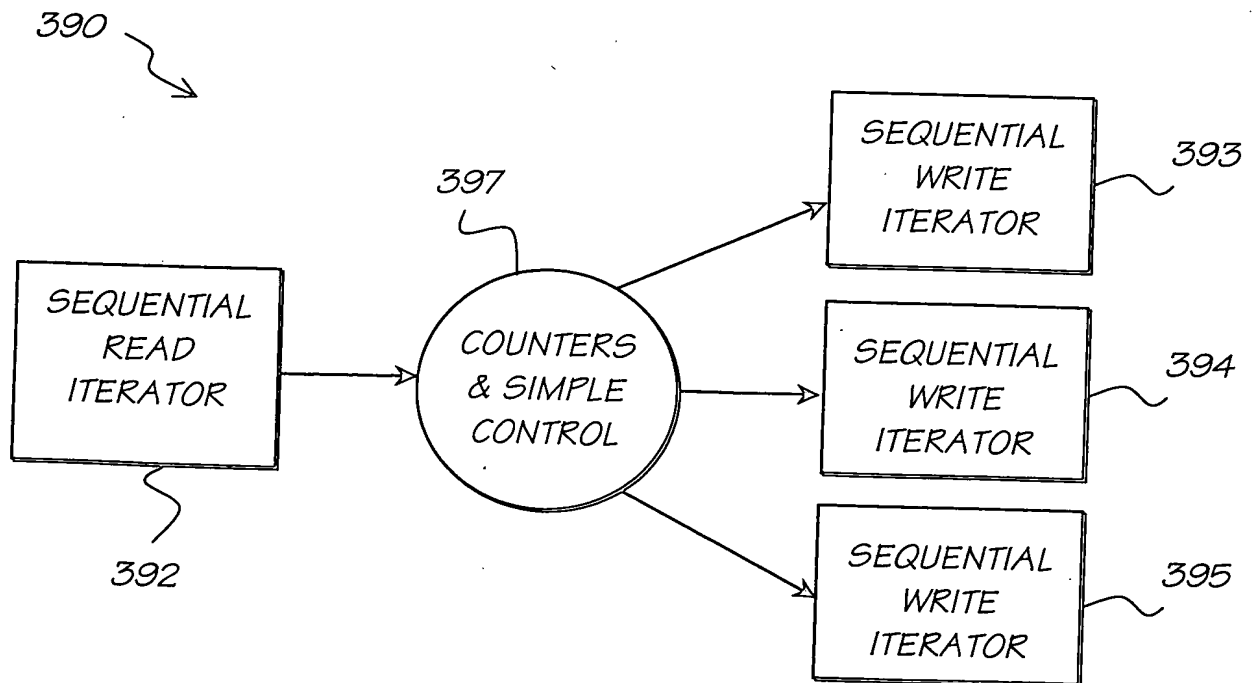 390
397
SEQUENTIAL
READ
ITERATOR
392
COUNTERS
& SIMPLE
CONTROL
SEQUENTIAL
WRITE
ITERATOR
393
SEQUENTIAL
WRITE
ITERATOR
394
SEQUENTIAL
WRITE
ITERATOR
395